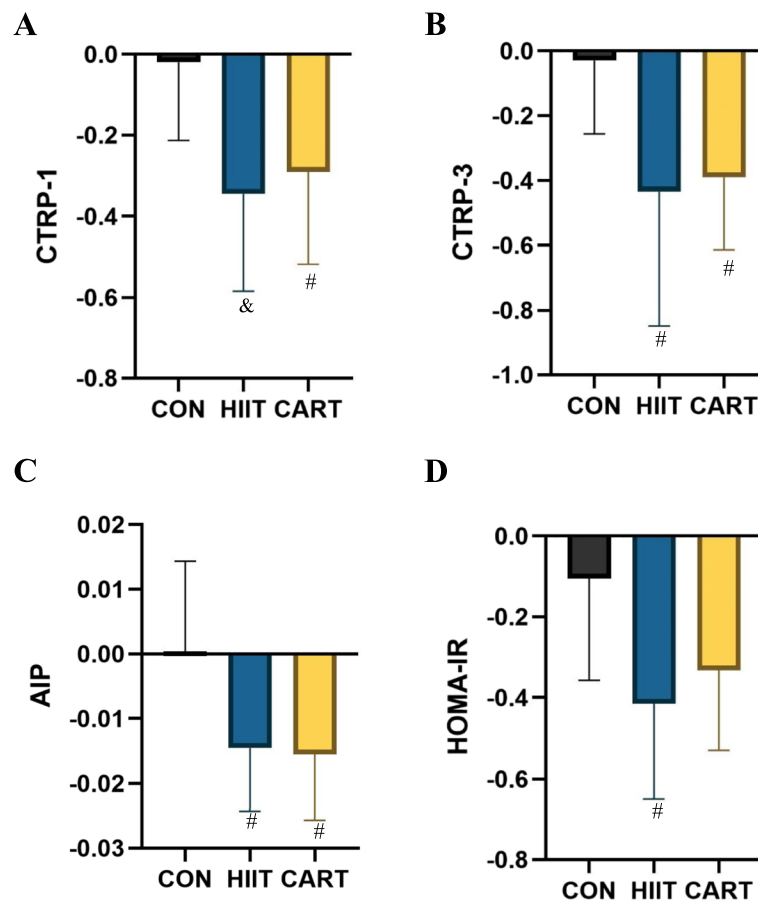 A
CTRP-1
0.0
-0.2
-0.4
-0.6
-0.8
&
#
CON HIIT CART
B
CTRP-3
0.0
-0.2
-0.4
-0.6
-0.8
-1.0
#
#
CON HIIT CART
C
AIP
0.02
0.01
0.00
-0.01
-0.02
-0.03
# #
CON HIIT CART
D
HOMA-IR
0.0
-0.2
-0.4
-0.6
-0.8
#
CON HIIT CART